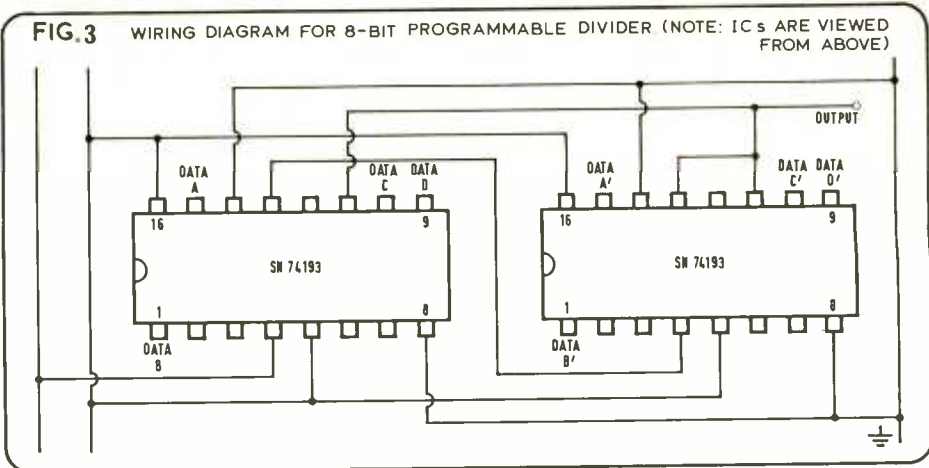 FIG.3 WIRING DIAGRAM FOR 8-BIT PROGRAMMABLE DIVIDER (NOTE: ICs ARE VIEWED
FROM ABOVE)
OUTPUT
DATA
A
DATA
C
DATA
D
16
9
SN 74193
1
8
DATA
B
DATA
A'
DATA
C'
DATA
D'
16
9
SN 74193
1
8
DATA
B'